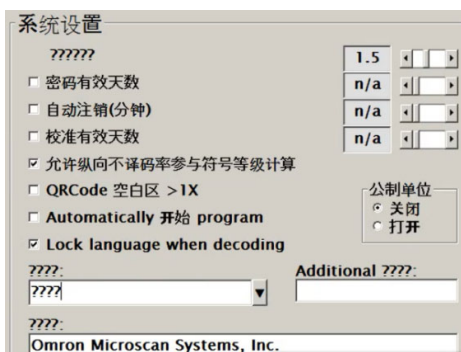 系统设置
?????? 1.5
密码有效天数 n/a
自动注销(分钟) n/a
校准有效天数 n/a
允许纵向不译码率参与符号等级计算
QRCode 空白区 >1X
公制单位
关闭
打开
Automatically 开始 program
Lock language when decoding
????: Additional ????:
????
????:
Omron Microscan Systems, Inc.